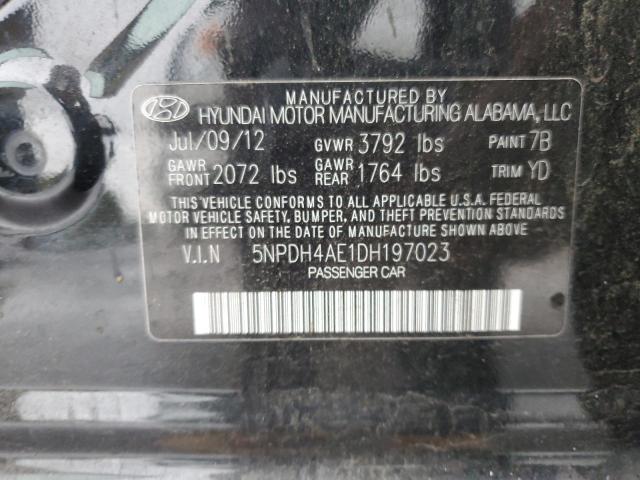 MANUFACTURED BY
HYUNDAI MOTOR MANUFACTURING ALABAMA, LLC
Jul/09/12 GVWR 3792 lbs PAINT 7B
GAWR FRONT 2072 lbs GAWR REAR 1764 lbs TRIM YD
THIS VEHICLE CONFORMS TO ALL APPLICABLE U.S.A. FEDERAL
MOTOR VEHICLE SAFETY, BUMPER, AND THEFT PREVENTION STANDARDS
IN EFFECT ON THE DATE OF MANUFACTURE SHOWN ABOVE.
V.I.N 5NPDH4AE1DH197023
PASSENGER CAR